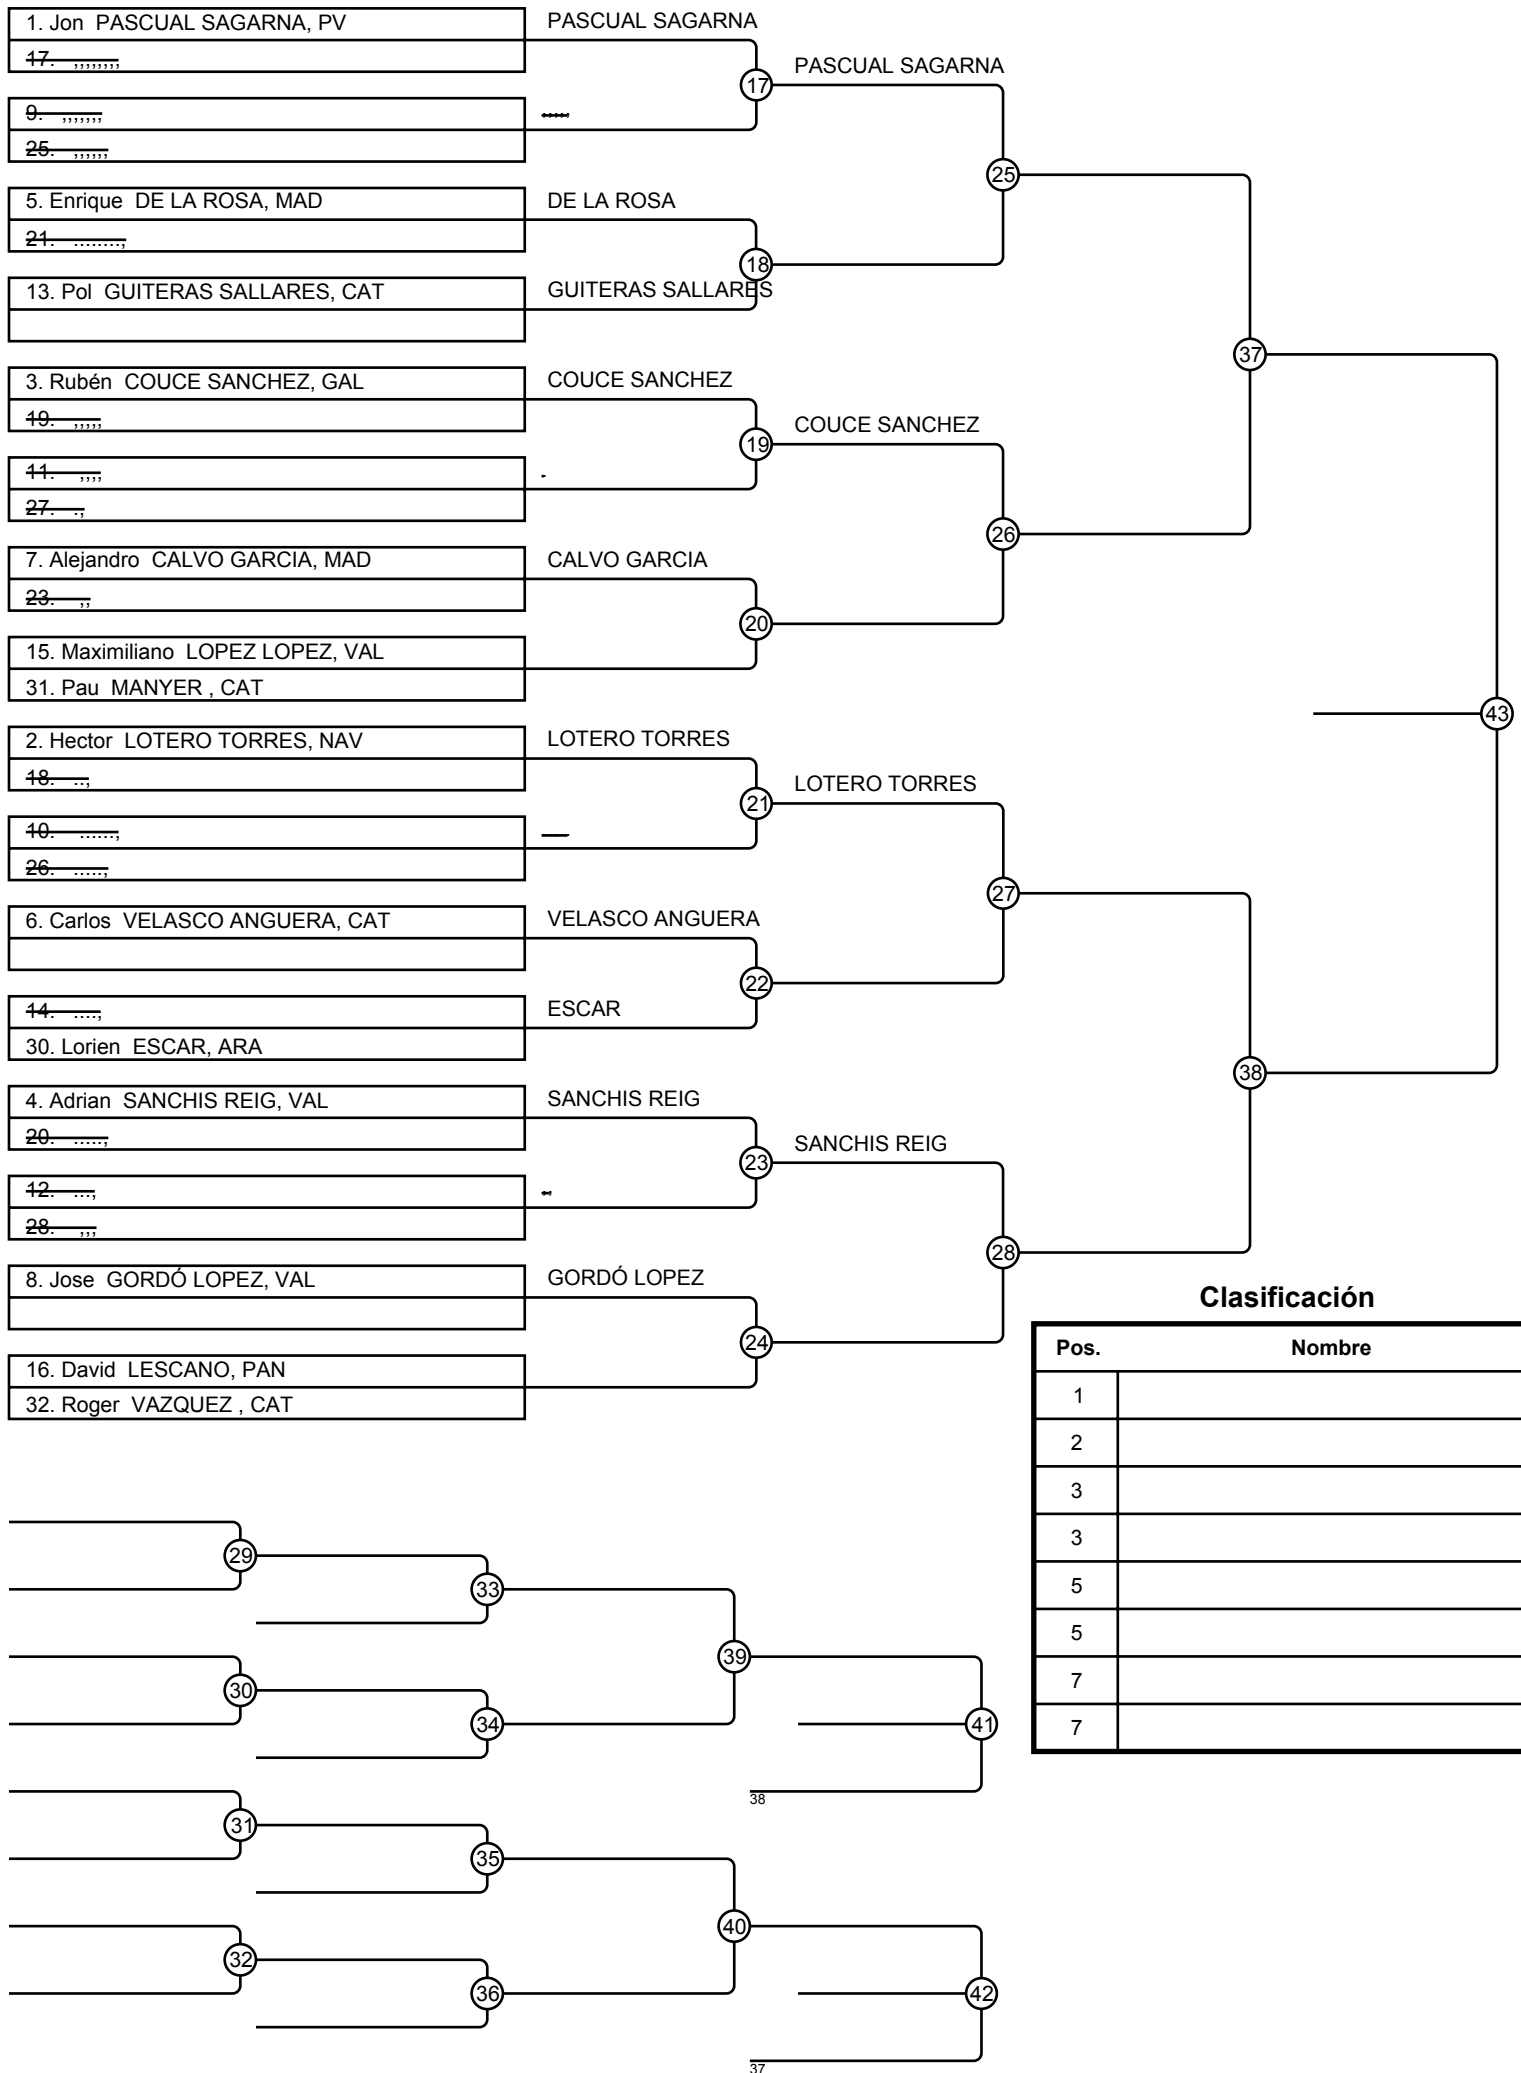 1. Jon PASCUAL SAGARNA, PV
PASCUAL SAGARNA
17. ,,,,,,,,
PASCUAL SAGARNA
17
9. ,,,,,,,
25. ,,,,,,
25
5. Enrique DE LA ROSA, MAD
DE LA ROSA
21. ........,
18
13. Pol GUITERAS SALLARES, CAT
GUITERAS SALLARES
37
3. Rubén COUCE SANCHEZ, GAL
COUCE SANCHEZ
19. ,,,,,
COUCE SANCHEZ
19
11. ,,,,
27. .,
26
7. Alejandro CALVO GARCIA, MAD
CALVO GARCIA
23. ,,
20
15. Maximiliano LOPEZ LOPEZ, VAL
31. Pau MANYER , CAT
43
2. Hector LOTERO TORRES, NAV
LOTERO TORRES
18. ..,
LOTERO TORRES
21
10. ......,
26. .....,
27
6. Carlos VELASCO ANGUERA, CAT
VELASCO ANGUERA
22
14. ....,
ESCAR
30. Lorien ESCAR, ARA
38
4. Adrian SANCHIS REIG, VAL
SANCHIS REIG
20. .....,
SANCHIS REIG
23
12. ...,
28. ,,,
28
8. Jose GORDÓ LOPEZ, VAL
GORDÓ LOPEZ
24
16. David LESCANO, PAN
32. Roger VAZQUEZ , CAT
Clasificación
Pos. Nombre
1
2
3
3
5
5
7
7
29
33
39
30
34
41
38
31
35
40
32
36
42
37